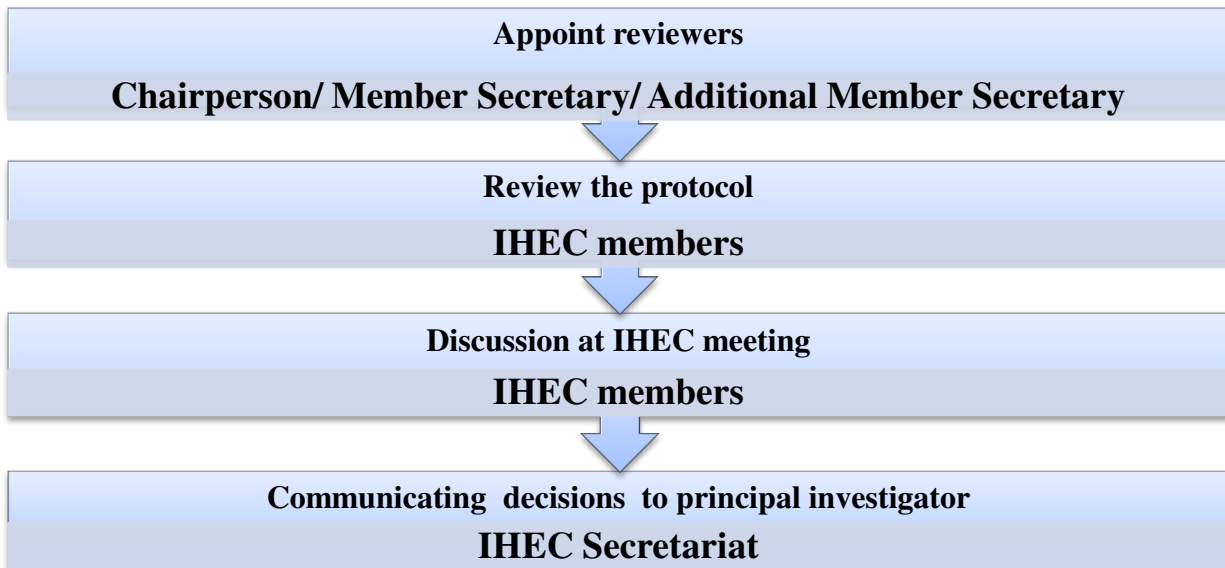 Appoint reviewers
Chairperson/ Member Secretary/ Additional Member Secretary
Review the protocol
IHEC members
Discussion at IHEC meeting
IHEC members
Communicating decisions to principal investigator
IHEC Secretariat